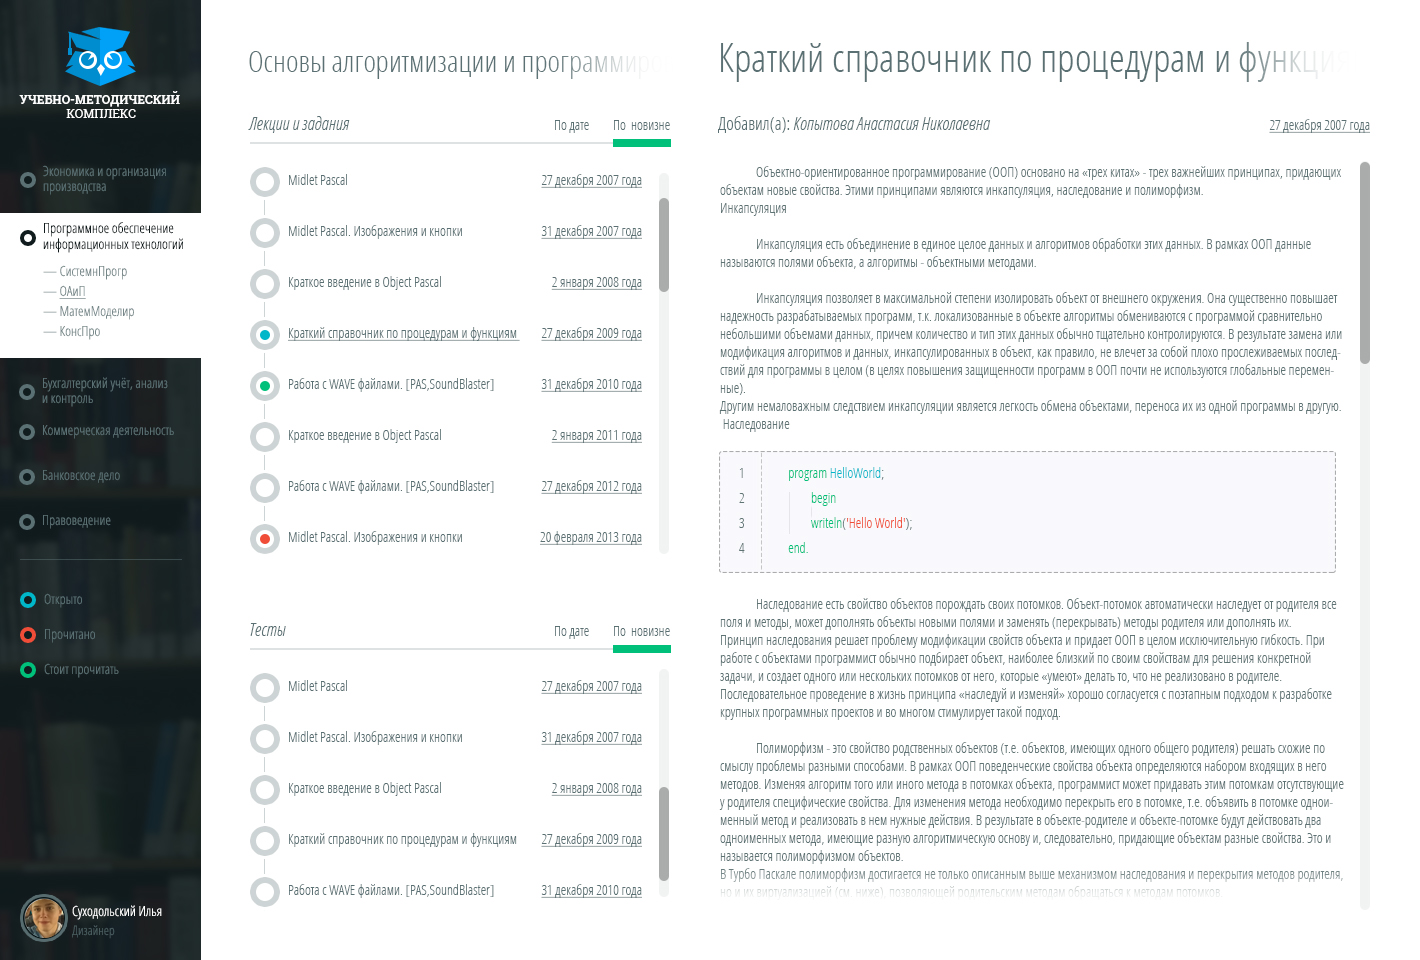 УЧЕБНО-МЕТОДИЧЕСКИЙ
КОМПЛЕКС
Экономика и организация
производства
Программное обеспечение
информационных технологий
— СистемнПрогр
— ОАиП
— МатемМоделир
— КонсПро
Бухгалтерский учёт, анализ
и контроль
Коммерческая деятельность
Банковское дело
Правоведение
Открыто
Прочитано
Стоит прочитать
Суходольский Илья
Дизайнер
Основы алгоритмизации и программиро
Лекции и задания
По дате
По новизне
Midlet Pascal 27 декабря 2007 года
Midlet Pascal. Изображения и кнопки 31 декабря 2007 года
Краткое введение в Object Pascal 2 января 2008 года
Краткий справочник по процедурам и функциям 27 декабря 2009 года
Работа с WAVE файлами. [PAS,SoundBlaster] 31 декабря 2010 года
Краткое введение в Object Pascal 2 января 2011 года
Работа с WAVE файлами. [PAS,SoundBlaster] 27 декабря 2012 года
Midlet Pascal. Изображения и кнопки 20 февраля 2013 года
Тесты
По дате
По новизне
Midlet Pascal 27 декабря 2007 года
Midlet Pascal. Изображения и кнопки 31 декабря 2007 года
Краткое введение в Object Pascal 2 января 2008 года
Краткий справочник по процедурам и функциям 27 декабря 2009 года
Работа с WAVE файлами. [PAS,SoundBlaster] 31 декабря 2010 года
Краткий справочник по процедурам и функци
Добавил(а): Копытова Анастасия Николаевна
27 декабря 2007 года
Объектно-ориентированное программирование (ООП) основано на «трех китах» - трех важнейших принципах, придающих
объектам новые свойства. Этими принципами являются инкапсуляция, наследование и полиморфизм.
Инкапсуляция
Инкапсуляция есть объединение в единое целое данных и алгоритмов обработки этих данных. В рамках ООП данные
называются полями объекта, а алгоритмы - объектными методами.
Инкапсуляция позволяет в максимальной степени изолировать объект от внешнего окружения. Она существенно повышает
надежность разрабатываемых программ, т.к. локализованные в объекте алгоритмы обмениваются с программой сравнительно
небольшими объемами данных, причем количество и тип этих данных обычно тщательно контролируются. В результате замена или
модификация алгоритмов и данных, инкапсулированных в объект, как правило, не влечет за собой плохо прослеживаемых послед-
ствий для программы в целом (в целях повышения защищенности программ в ООП почти не используются глобальные перемен-
ные).
Другим немаловажным следствием инкапсуляции является легкость обмена объектами, переноса их из одной программы в другую.
Наследование
1 program HelloWorld;
2 begin
3 writeln('Hello World');
4 end.
Наследование есть свойство объектов порождать своих потомков. Объект-потомок автоматически наследует от родителя все
поля и методы, может дополнять объекты новыми полями и заменять (перекрывать) методы родителя или дополнять их.
Принцип наследования решает проблему модификации свойств объекта и придает ООП в целом исключительную гибкость. При
работе с объектами программист обычно подбирает объект, наиболее близкий по своим свойствам для решения конкретной
задачи, и создает одного или нескольких потомков от него, которые «умеют» делать то, что не реализовано в родителе.
Последовательное проведение в жизнь принципа «наследуй и изменяй» хорошо согласуется с поэтапным подходом к разработке
крупных программных проектов и во многом стимулирует такой подход.
Полиморфизм - это свойство родственных объектов (т.е. объектов, имеющих одного общего родителя) решать схожие по
смыслу проблемы разными способами. В рамках ООП поведенческие свойства объекта определяются набором входящих в него
методов. Изменяя алгоритм того или иного метода в потомках объекта, программист может придавать этим потомкам отсутствующие
у родителя специфические свойства. Для изменения метода необходимо перекрыть его в потомке, т.е. объявить в потомке однои-
менный метод и реализовать в нем нужные действия. В результате в объекте-родителе и объекте-потомке будут действовать два
одноименных метода, имеющие разную алгоритмическую основу и, следовательно, придающие объектам разные свойства. Это и
называется полиморфизмом объектов.
В Турбо Паскале полиморфизм достигается не только описанным выше механизмом наследования и перекрытия методов родителя,
но и их виртуализацией (см. ниже), позволяющей родительским методам обращаться к методам потомков.